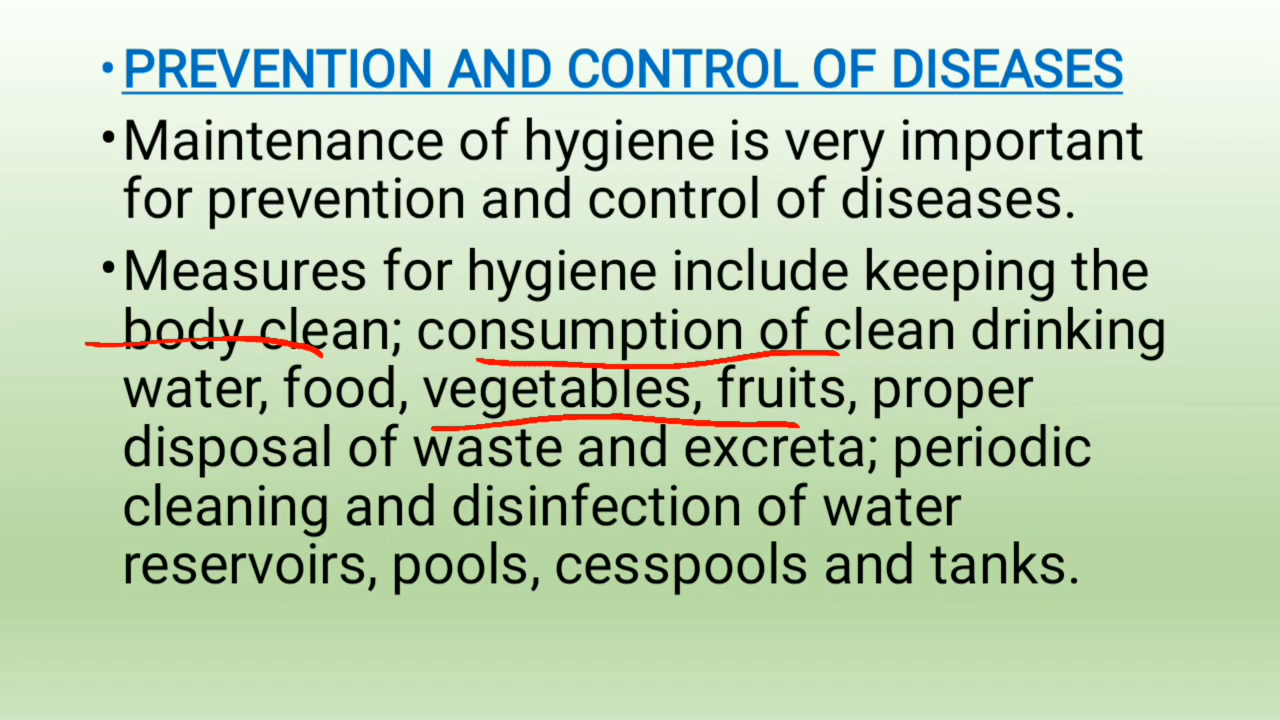 • PREVENTION AND CONTROL OF DISEASES
• Maintenance of hygiene is very important
for prevention and control of diseases.
• Measures for hygiene include keeping the
body clean; consumption of clean drinking
water, food, vegetables, fruits, proper
disposal of waste and excreta; periodic
cleaning and disinfection of water
reservoirs, pools, cesspools and tanks.